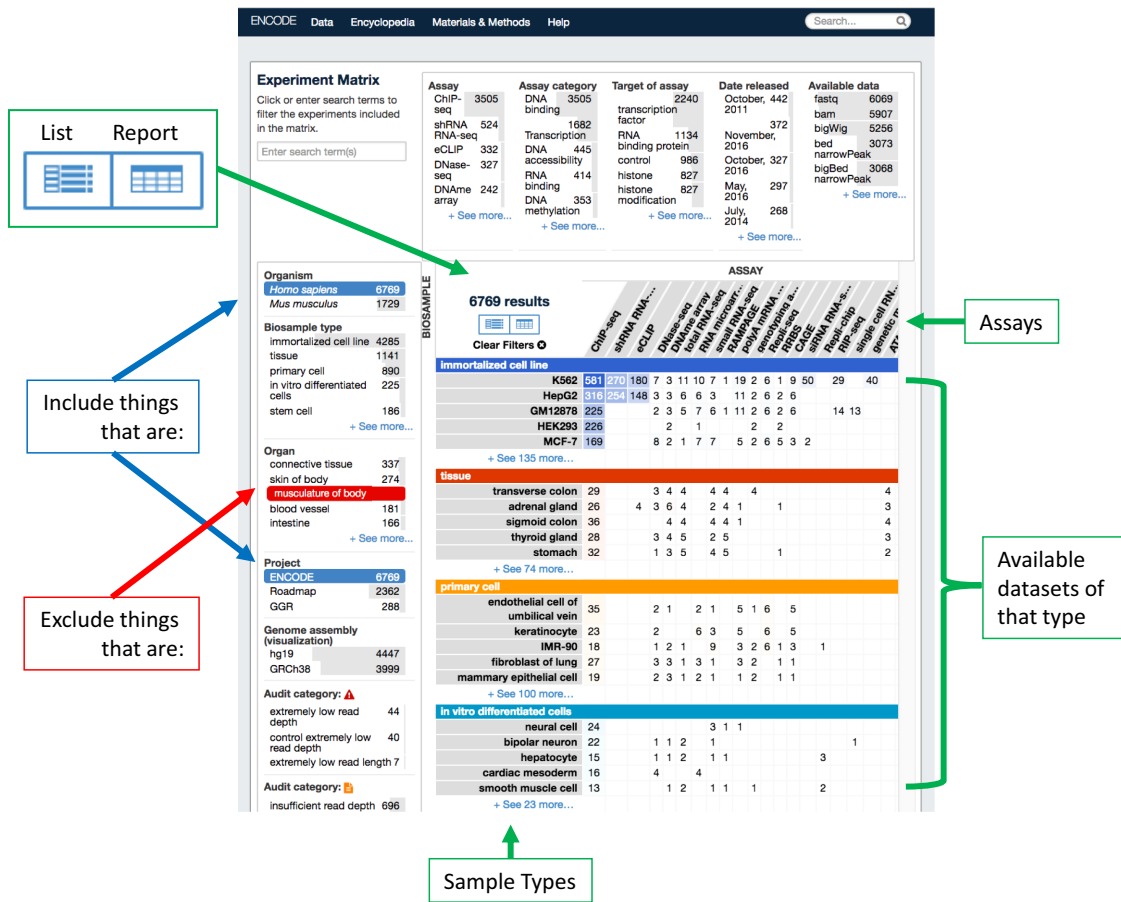 ENCODE Data Encyclopedia Materials & Methods Help Search...
Experiment Matrix
Click or enter search terms to
filter the experiments included
in the matrix.
Enter search term(s)
Assay
ChIP-seq 3505
shRNA RNA-seq 524
eCLIP 332
DNase-seq 327
DNAme array 242
+ See more...
Assay category
DNA binding 3505
Transcription 1682
DNA accessibility 445
RNA binding 414
DNA methylation 353
+ See more...
Target of assay
transcription factor 2240
RNA binding protein 1134
control 986
histone 827
histone modification 827
+ See more...
Date released
October, 2011 442
November, 2016 372
October, 2016 327
May, 2016 297
July, 2014 268
+ See more...
Available data
fastq 6069
bam 5907
bigWig 5256
bed narrowPeak 3073
bigBed narrowPeak 3068
+ See more...
List Report
Organism
Homo sapiens 6769
Mus musculus 1729
Biosample type
immortalized cell line 4285
tissue 1141
primary cell 890
in vitro differentiated cells 225
stem cell 186
+ See more...
Organ
connective tissue 337
skin of body 274
musculature of body
blood vessel 181
intestine 166
+ See more...
Project
ENCODE 6769
Roadmap 2362
GGR 288
Genome assembly
(visualization)
hg19 4447
GRCh38 3999
Audit category:
extremely low read depth 44
control extremely low read depth 40
extremely low read length 7
Audit category:
insufficient read depth 696
Include things
that are:
Exclude things
that are:
BIOSAMPLE
ASSAY
6769 results
Clear Filters
ChIP-seq
shRNA RNA-...
eCLIP
DNase-seq
DNAme array
total RNA-seq
RNA microarr...
small RNA-seq
RAMPAGE
polyA mRNA ...
genotyping a...
Repli-seq
RRBS
CAGE
siRNA RNA-s...
Repli-chip
RIP-seq
single cell RN...
genetic m
immortalized cell line
K562 581 270 180 7 3 11 10 7 1 19 2 6 1 9 50 29 40
HepG2 316 254 148 3 3 6 6 3 11 2 6 2 6
GM12878 225 2 3 5 7 6 1 11 2 6 2 6 14 13
HEK293 226 2 1 2 2
MCF-7 169 8 2 1 7 7 5 2 6 5 3 2
+ See 135 more...
tissue
transverse colon 29 3 4 4 4 4 4 4
adrenal gland 26 4 3 6 4 2 4 1 1 3
sigmoid colon 36 4 4 4 4 1 4
thyroid gland 28 3 4 5 2 5 3
stomach 32 1 3 5 4 5 1 2
+ See 74 more...
primary cell
endothelial cell of
umbilical vein 35 2 1 2 1 5 1 6 5
keratinocyte 23 2 6 3 5 6 5
IMR-90 18 1 2 1 9 3 2 6 1 3 1
fibroblast of lung 27 3 3 1 3 1 3 2 1 1
mammary epithelial cell 19 2 3 1 2 1 1 2 1 1
+ See 100 more...
in vitro differentiated cells
neural cell 24 3 1 1
bipolar neuron 22 1 1 2 1 1
hepatocyte 15 1 1 2 1 1 3
cardiac mesoderm 16 4 4
smooth muscle cell 13 1 2 1 1 1 2
+ See 23 more...
Assays
Available
datasets of
that type
Sample Types